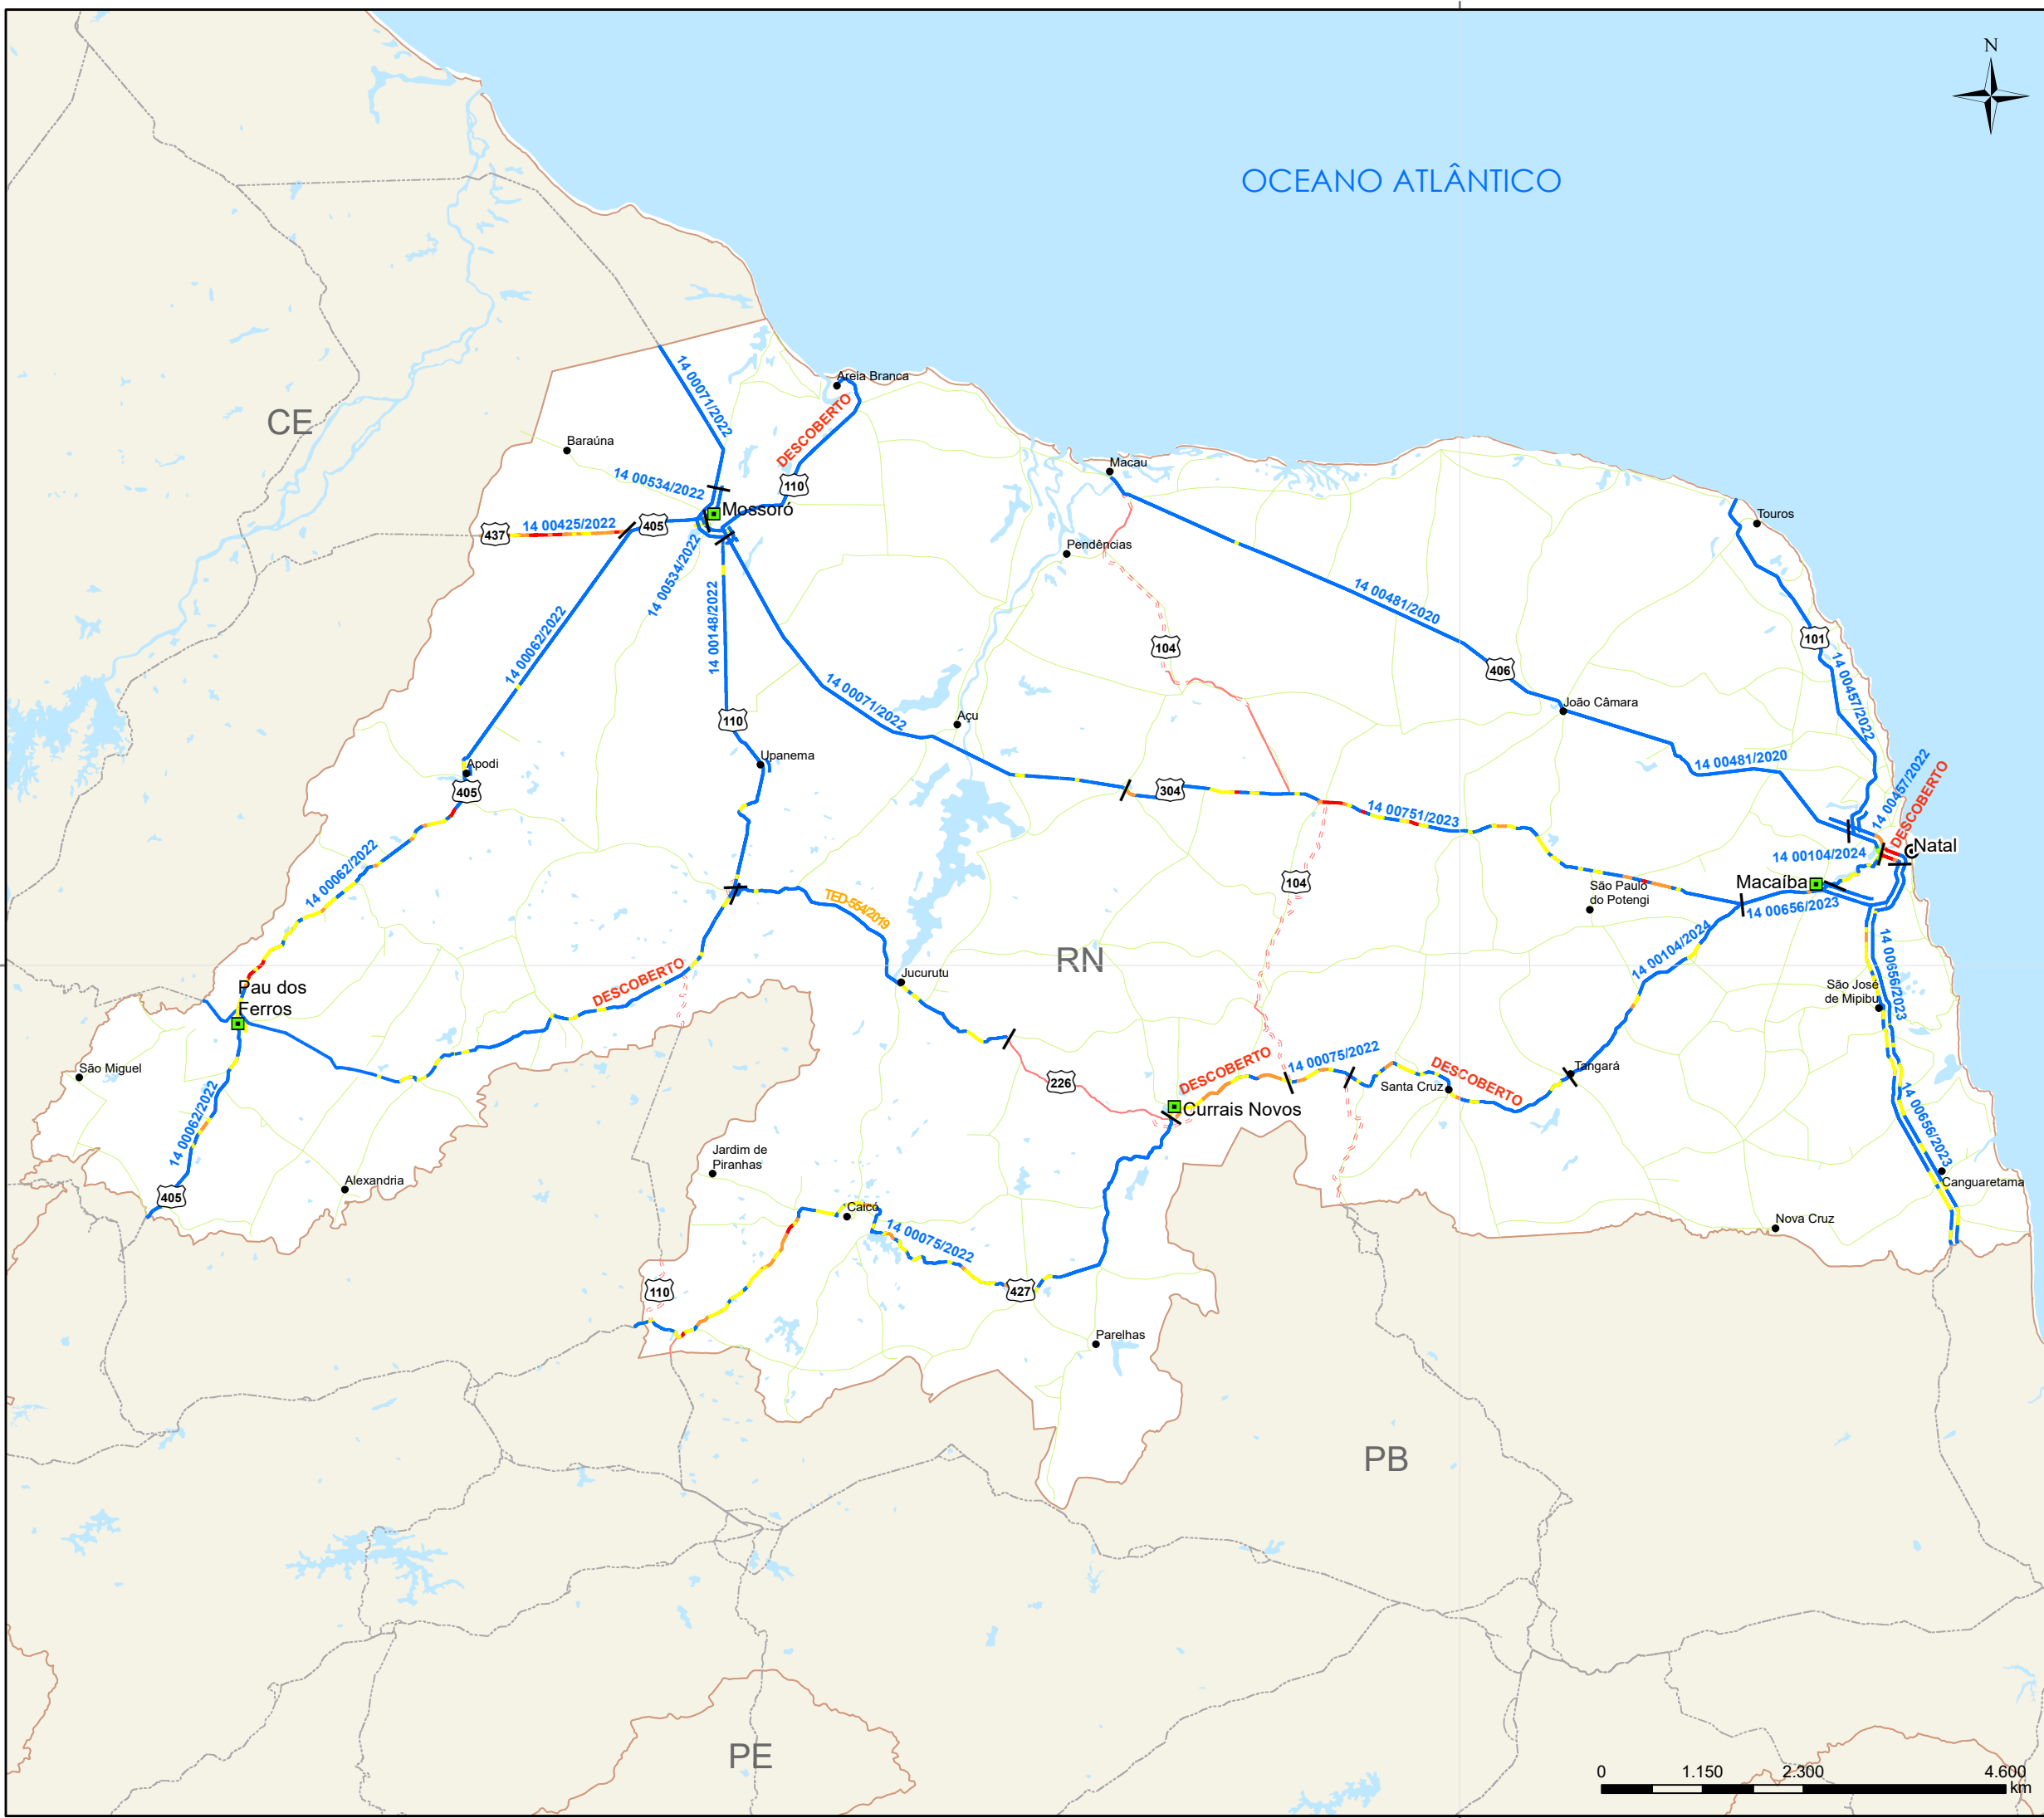 N
OCEANO ATLÂNTICO
CE
14 00071/2022
Areia Branca
DESCOBERTO
Baraúna
14 00534/2022
110
Mossoró
Macau
437
14 00425/2022
405
Touros
Pendências
14 00534/2022
14 00148/2022
14 00062/2022
14 00481/2020
104
101
406
14 00457/2022
14 00071/2022
João Câmara
110
Açu
Upanema
14 00481/2020
Apodi
405
304
14 00751/2023
14 00457/2022
DESCOBERTO
Natal
14 00104/2024
Macaíba
104
São Paulo
do Potengi
14 00656/2023
14 00062/2022
TED-554/2019
RN
14 00104/2024
14 00656/2023
Jucurutu
DESCOBERTO
Pau dos
Ferros
São José
de Mipibu
São Miguel
14 00062/2022
226
DESCOBERTO
14 00075/2022
Santa Cruz
DESCOBERTO
Tangará
Currais Novos
14 00656/2023
Jardim de
Piranhas
Alexandria
405
Canguaretama
Caicó
14 00075/2022
Nova Cruz
110
427
Parelhas
PB
PE
0 1.150 2.300 4.600
km